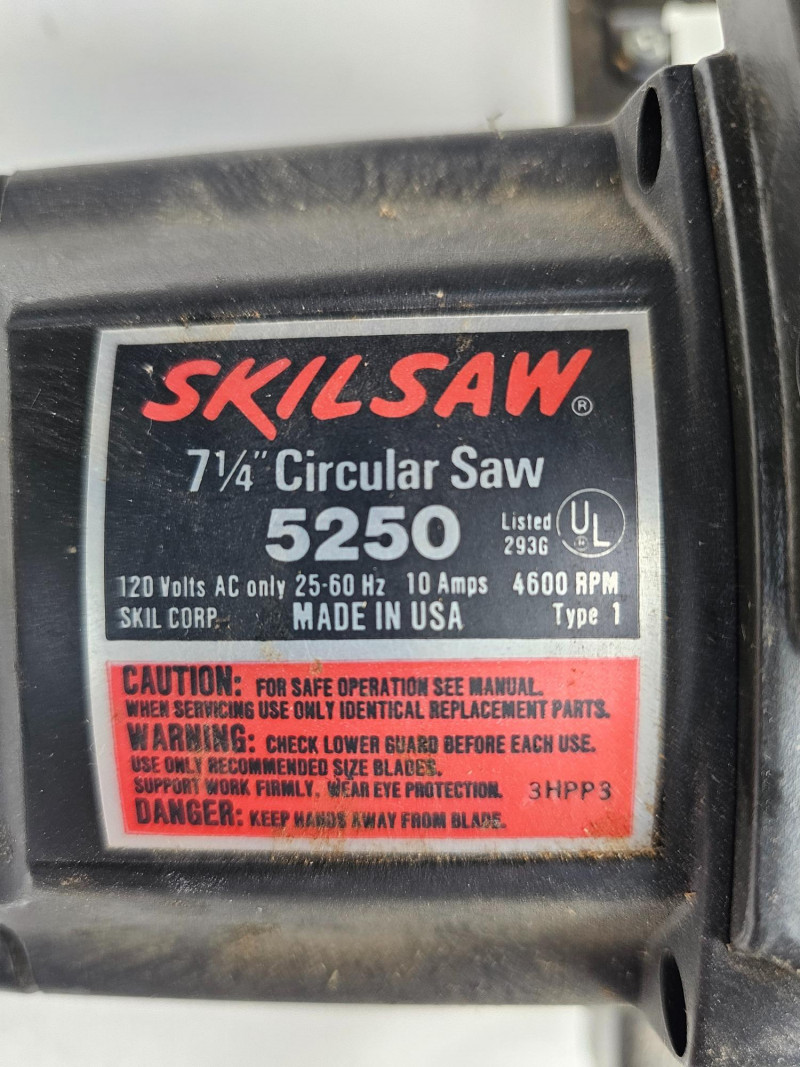 SKILSAW®
7 1/4" Circular Saw
5250
Listed
293G
UL
®
120 Volts AC only 25-60 Hz 10 Amps 4600 RPM
SKIL CORP. MADE IN USA Type 1
CAUTION: FOR SAFE OPERATION SEE MANUAL.
WHEN SERVICING USE ONLY IDENTICAL REPLACEMENT PARTS.
WARNING: CHECK LOWER GUARD BEFORE EACH USE.
USE ONLY RECOMMENDED SIZE BLADES.
SUPPORT WORK FIRMLY. WEAR EYE PROTECTION. 3HPP3
DANGER: KEEP HANDS AWAY FROM BLADE.